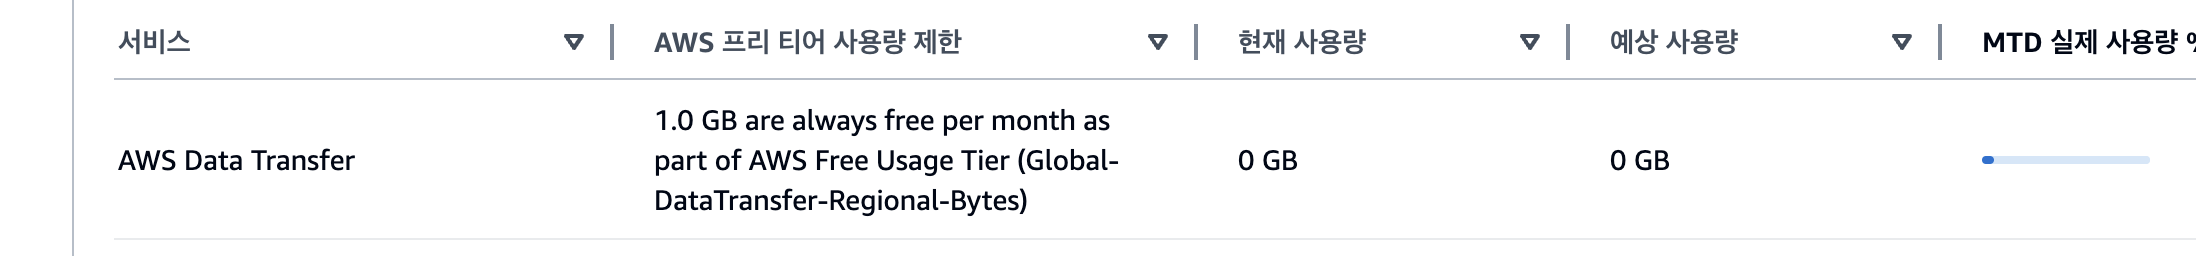 서비스
AWS 프리 티어 사용량 제한
현재 사용량
예상 사용량
MTD 실제 사용량 %
AWS Data Transfer
1.0 GB are always free per month as
part of AWS Free Usage Tier (Global-
DataTransfer-Regional-Bytes)
0 GB
0 GB